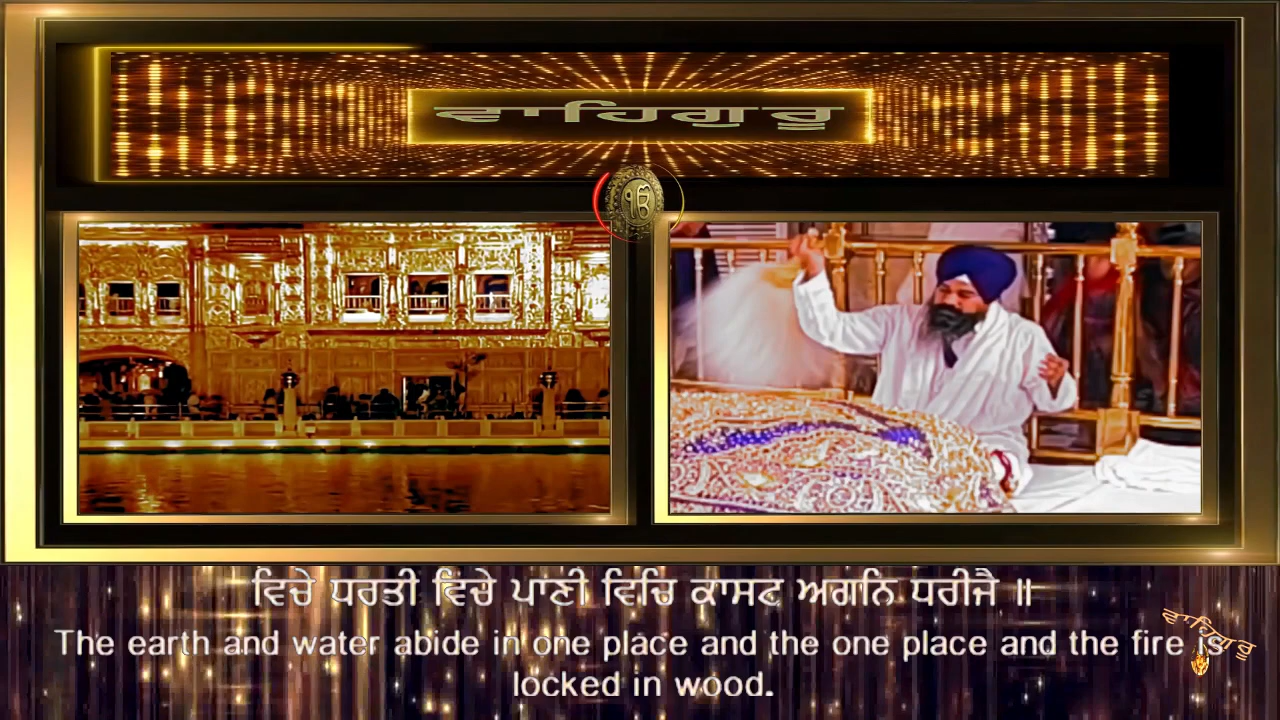 ਵਾਹਿਗੁਰੂ
ੴ
ਵਿਚੇ ਧਰਤੀ ਵਿਚੇ ਪਾਣੀ ਵਿਚਿ ਕਾਸਟ ਅਗਨਿ ਧਰੀਜੈ ॥
The earth and water abide in one place and the one place and the fire is
locked in wood.
ਵਾਹਿਗੁਰੂ